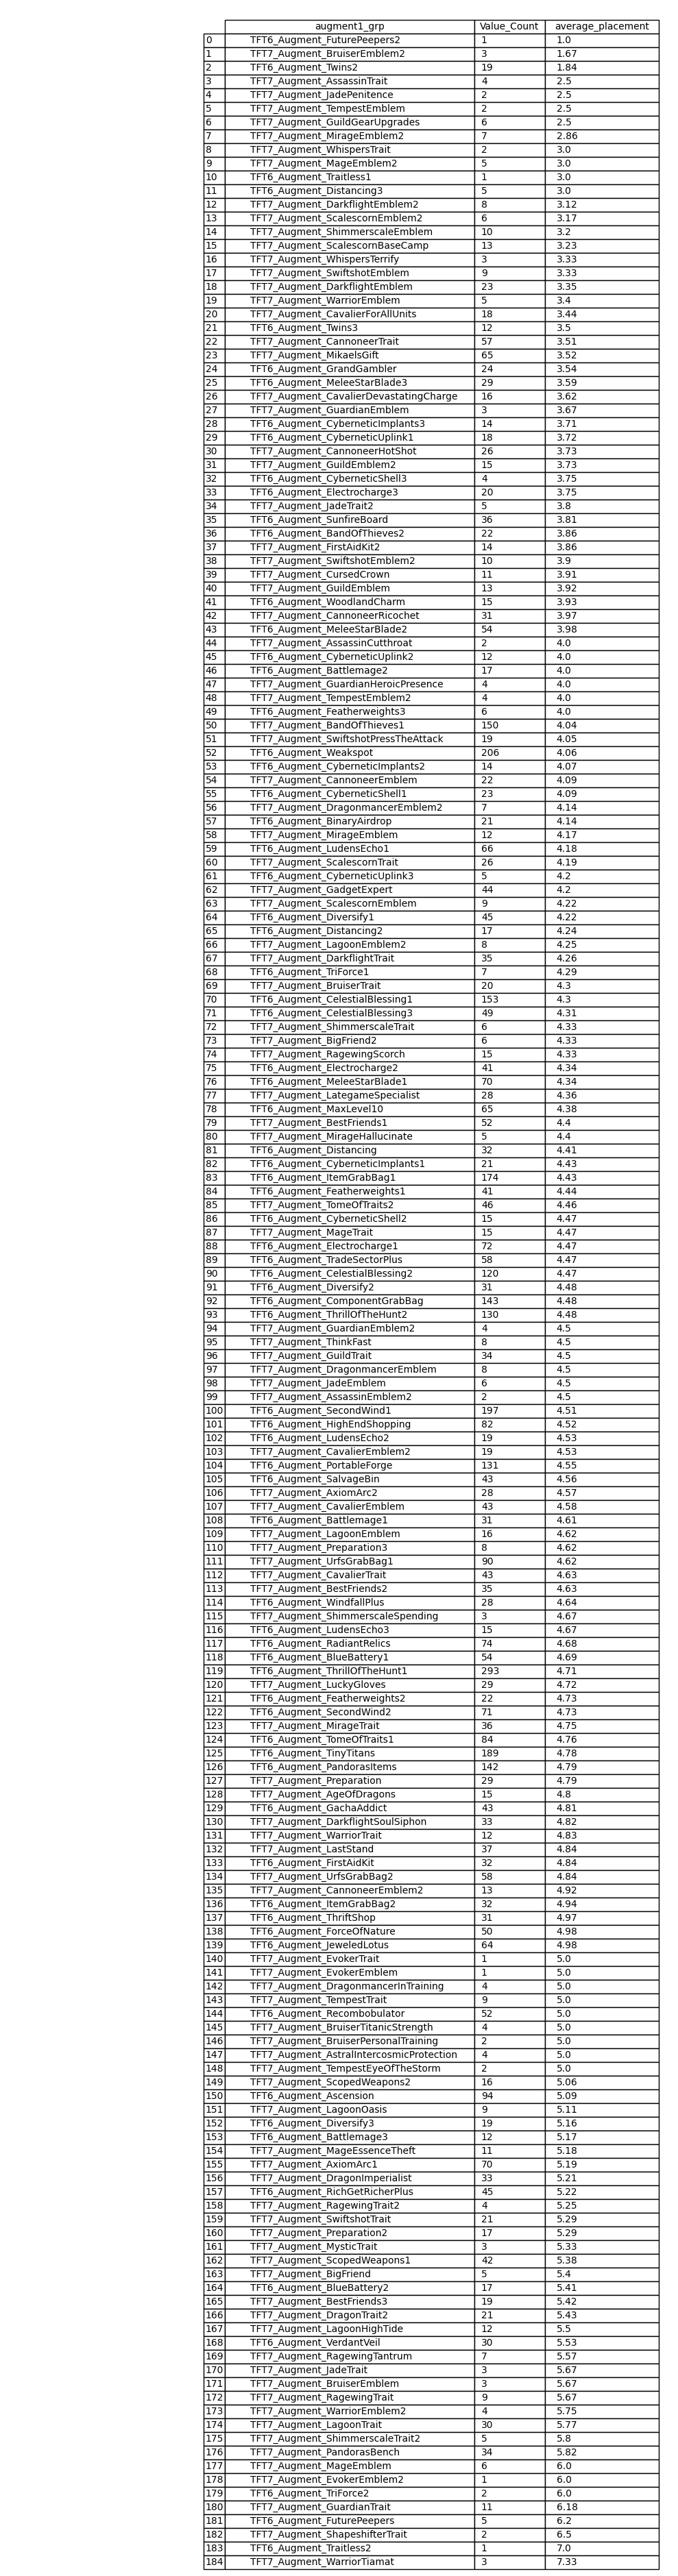 augment1_grp Value_Count average_placement
0 TFT6_Augment_FuturePeepers2 1 1.0
1 TFT7_Augment_BruiserEmblem2 3 1.67
2 TFT6_Augment_Twins2 19 1.84
3 TFT7_Augment_AssassinTrait 4 2.5
4 TFT7_Augment_JadePenitence 2 2.5
5 TFT7_Augment_TempestEmblem 2 2.5
6 TFT7_Augment_GuildGearUpgrades 6 2.5
7 TFT7_Augment_MirageEmblem2 7 2.86
8 TFT7_Augment_WhispersTrait 2 3.0
9 TFT7_Augment_MageEmblem2 5 3.0
10 TFT6_Augment_Traitless1 1 3.0
11 TFT6_Augment_Distancing3 5 3.0
12 TFT7_Augment_DarkflightEmblem2 8 3.12
13 TFT7_Augment_ScalescornEmblem2 6 3.17
14 TFT7_Augment_ShimmerscaleEmblem 10 3.2
15 TFT7_Augment_ScalescornBaseCamp 13 3.23
16 TFT7_Augment_WhispersTerrify 3 3.33
17 TFT7_Augment_SwiftshotEmblem 9 3.33
18 TFT7_Augment_DarkflightEmblem 23 3.35
19 TFT7_Augment_WarriorEmblem 5 3.4
20 TFT7_Augment_CavalierForAllUnits 18 3.44
21 TFT6_Augment_Twins3 12 3.5
22 TFT7_Augment_CannoneerTrait 57 3.51
23 TFT7_Augment_MikaelsGift 65 3.52
24 TFT6_Augment_GrandGambler 24 3.54
25 TFT6_Augment_MeleeStarBlade3 29 3.59
26 TFT7_Augment_CavalierDevastatingCharge 16 3.62
27 TFT7_Augment_GuardianEmblem 3 3.67
28 TFT6_Augment_CyberneticImplants3 14 3.71
29 TFT6_Augment_CyberneticUplink1 18 3.72
30 TFT7_Augment_CannoneerHotShot 26 3.73
31 TFT7_Augment_GuildEmblem2 15 3.73
32 TFT6_Augment_CyberneticShell3 4 3.75
33 TFT6_Augment_Electrocharge3 20 3.75
34 TFT7_Augment_JadeTrait2 5 3.8
35 TFT6_Augment_SunfireBoard 36 3.81
36 TFT6_Augment_BandOfThieves2 22 3.86
37 TFT7_Augment_FirstAidKit2 14 3.86
38 TFT7_Augment_SwiftshotEmblem2 10 3.9
39 TFT7_Augment_CursedCrown 11 3.91
40 TFT7_Augment_GuildEmblem 13 3.92
41 TFT6_Augment_WoodlandCharm 15 3.93
42 TFT7_Augment_CannoneerRicochet 31 3.97
43 TFT6_Augment_MeleeStarBlade2 54 3.98
44 TFT7_Augment_AssassinCutthroat 2 4.0
45 TFT6_Augment_CyberneticUplink2 12 4.0
46 TFT6_Augment_Battlemage2 17 4.0
47 TFT7_Augment_GuardianHeroicPresence 4 4.0
48 TFT7_Augment_TempestEmblem2 4 4.0
49 TFT6_Augment_Featherweights3 6 4.0
50 TFT7_Augment_BandOfThieves1 150 4.04
51 TFT7_Augment_SwiftshotPressTheAttack 19 4.05
52 TFT6_Augment_Weakspot 206 4.06
53 TFT6_Augment_CyberneticImplants2 14 4.07
54 TFT7_Augment_CannoneerEmblem 22 4.09
55 TFT6_Augment_CyberneticShell1 23 4.09
56 TFT7_Augment_DragonmancerEmblem2 7 4.14
57 TFT6_Augment_BinaryAirdrop 21 4.14
58 TFT7_Augment_MirageEmblem 12 4.17
59 TFT6_Augment_LudensEcho1 66 4.18
60 TFT7_Augment_ScalescornTrait 26 4.19
61 TFT6_Augment_CyberneticUplink3 5 4.2
62 TFT7_Augment_GadgetExpert 44 4.2
63 TFT7_Augment_ScalescornEmblem 9 4.22
64 TFT6_Augment_Diversify1 45 4.22
65 TFT6_Augment_Distancing2 17 4.24
66 TFT7_Augment_LagoonEmblem2 8 4.25
67 TFT7_Augment_DarkflightTrait 35 4.26
68 TFT6_Augment_TriForce1 7 4.29
69 TFT7_Augment_BruiserTrait 20 4.3
70 TFT6_Augment_CelestialBlessing1 153 4.3
71 TFT6_Augment_CelestialBlessing3 49 4.31
72 TFT7_Augment_ShimmerscaleTrait 6 4.33
73 TFT7_Augment_BigFriend2 6 4.33
74 TFT7_Augment_RagewingScorch 15 4.33
75 TFT6_Augment_Electrocharge2 41 4.34
76 TFT6_Augment_MeleeStarBlade1 70 4.34
77 TFT7_Augment_LategameSpecialist 28 4.36
78 TFT6_Augment_MaxLevel10 65 4.38
79 TFT7_Augment_BestFriends1 52 4.4
80 TFT7_Augment_MirageHallucinate 5 4.4
81 TFT6_Augment_Distancing 32 4.41
82 TFT6_Augment_CyberneticImplants1 21 4.43
83 TFT6_Augment_ItemGrabBag1 174 4.43
84 TFT6_Augment_Featherweights1 41 4.44
85 TFT7_Augment_TomeOfTraits2 46 4.46
86 TFT6_Augment_CyberneticShell2 15 4.47
87 TFT7_Augment_MageTrait 15 4.47
88 TFT6_Augment_Electrocharge1 72 4.47
89 TFT6_Augment_TradeSectorPlus 58 4.47
90 TFT6_Augment_CelestialBlessing2 120 4.47
91 TFT6_Augment_Diversify2 31 4.48
92 TFT6_Augment_ComponentGrabBag 143 4.48
93 TFT6_Augment_ThrillOfTheHunt2 130 4.48
94 TFT7_Augment_GuardianEmblem2 4 4.5
95 TFT7_Augment_ThinkFast 8 4.5
96 TFT7_Augment_GuildTrait 34 4.5
97 TFT7_Augment_DragonmancerEmblem 8 4.5
98 TFT7_Augment_JadeEmblem 6 4.5
99 TFT7_Augment_AssassinEmblem2 2 4.5
100 TFT6_Augment_SecondWind1 197 4.51
101 TFT6_Augment_HighEndShopping 82 4.52
102 TFT6_Augment_LudensEcho2 19 4.53
103 TFT7_Augment_CavalierEmblem2 19 4.53
104 TFT6_Augment_PortableForge 131 4.55
105 TFT6_Augment_SalvageBin 43 4.56
106 TFT7_Augment_AxiomArc2 28 4.57
107 TFT7_Augment_CavalierEmblem 43 4.58
108 TFT6_Augment_Battlemage1 31 4.61
109 TFT7_Augment_LagoonEmblem 16 4.62
110 TFT7_Augment_Preparation3 8 4.62
111 TFT7_Augment_UrfsGrabBag1 90 4.62
112 TFT7_Augment_CavalierTrait 43 4.63
113 TFT7_Augment_BestFriends2 35 4.63
114 TFT6_Augment_WindfallPlus 28 4.64
115 TFT7_Augment_ShimmerscaleSpending 3 4.67
116 TFT6_Augment_LudensEcho3 15 4.67
117 TFT6_Augment_RadiantRelics 74 4.68
118 TFT6_Augment_BlueBattery1 54 4.69
119 TFT6_Augment_ThrillOfTheHunt1 293 4.71
120 TFT7_Augment_LuckyGloves 29 4.72
121 TFT6_Augment_Featherweights2 22 4.73
122 TFT6_Augment_SecondWind2 71 4.73
123 TFT7_Augment_MirageTrait 36 4.75
124 TFT6_Augment_TomeOfTraits1 84 4.76
125 TFT6_Augment_TinyTitans 189 4.78
126 TFT6_Augment_PandorasItems 142 4.79
127 TFT7_Augment_Preparation 29 4.79
128 TFT7_Augment_AgeOfDragons 15 4.8
129 TFT6_Augment_GachaAddict 43 4.81
130 TFT7_Augment_DarkflightSoulSiphon 33 4.82
131 TFT7_Augment_WarriorTrait 12 4.83
132 TFT7_Augment_LastStand 37 4.84
133 TFT6_Augment_FirstAidKit 32 4.84
134 TFT7_Augment_UrfsGrabBag2 58 4.84
135 TFT7_Augment_CannoneerEmblem2 13 4.92
136 TFT6_Augment_ItemGrabBag2 32 4.94
137 TFT6_Augment_ThriftShop 31 4.97
138 TFT6_Augment_ForceOfNature 50 4.98
139 TFT6_Augment_JeweledLotus 64 4.98
140 TFT7_Augment_EvokerTrait 1 5.0
141 TFT7_Augment_EvokerEmblem 1 5.0
142 TFT7_Augment_DragonmancerInTraining 4 5.0
143 TFT7_Augment_TempestTrait 9 5.0
144 TFT6_Augment_Recombobulator 52 5.0
145 TFT7_Augment_BruiserTitanicStrength 4 5.0
146 TFT7_Augment_BruiserPersonalTraining 2 5.0
147 TFT7_Augment_AstralIntercosmicProtection 4 5.0
148 TFT7_Augment_TempestEyeOfTheStorm 2 5.0
149 TFT7_Augment_ScopedWeapons2 16 5.06
150 TFT6_Augment_Ascension 94 5.09
151 TFT7_Augment_LagoonOasis 9 5.11
152 TFT6_Augment_Diversify3 19 5.16
153 TFT6_Augment_Battlemage3 12 5.17
154 TFT7_Augment_MageEssenceTheft 11 5.18
155 TFT7_Augment_AxiomArc1 70 5.19
156 TFT7_Augment_DragonImperialist 33 5.21
157 TFT6_Augment_RichGetRicherPlus 45 5.22
158 TFT7_Augment_RagewingTrait2 4 5.25
159 TFT7_Augment_SwiftshotTrait 21 5.29
160 TFT7_Augment_Preparation2 17 5.29
161 TFT7_Augment_MysticTrait 3 5.33
162 TFT7_Augment_ScopedWeapons1 42 5.38
163 TFT7_Augment_BigFriend 5 5.4
164 TFT6_Augment_BlueBattery2 17 5.41
165 TFT7_Augment_BestFriends3 19 5.42
166 TFT7_Augment_DragonTrait2 21 5.43
167 TFT7_Augment_LagoonHighTide 12 5.5
168 TFT6_Augment_VerdantVeil 30 5.53
169 TFT7_Augment_RagewingTantrum 7 5.57
170 TFT7_Augment_JadeTrait 3 5.67
171 TFT7_Augment_BruiserEmblem 3 5.67
172 TFT7_Augment_RagewingTrait 9 5.67
173 TFT7_Augment_WarriorEmblem2 4 5.75
174 TFT7_Augment_LagoonTrait 30 5.77
175 TFT7_Augment_ShimmerscaleTrait2 5 5.8
176 TFT7_Augment_PandorasBench 34 5.82
177 TFT7_Augment_MageEmblem 6 6.0
178 TFT7_Augment_EvokerEmblem2 1 6.0
179 TFT6_Augment_TriForce2 2 6.0
180 TFT7_Augment_GuardianTrait 11 6.18
181 TFT6_Augment_FuturePeepers 5 6.2
182 TFT7_Augment_ShapeshifterTrait 2 6.5
183 TFT6_Augment_Traitless2 1 7.0
184 TFT7_Augment_WarriorTiamat 3 7.33